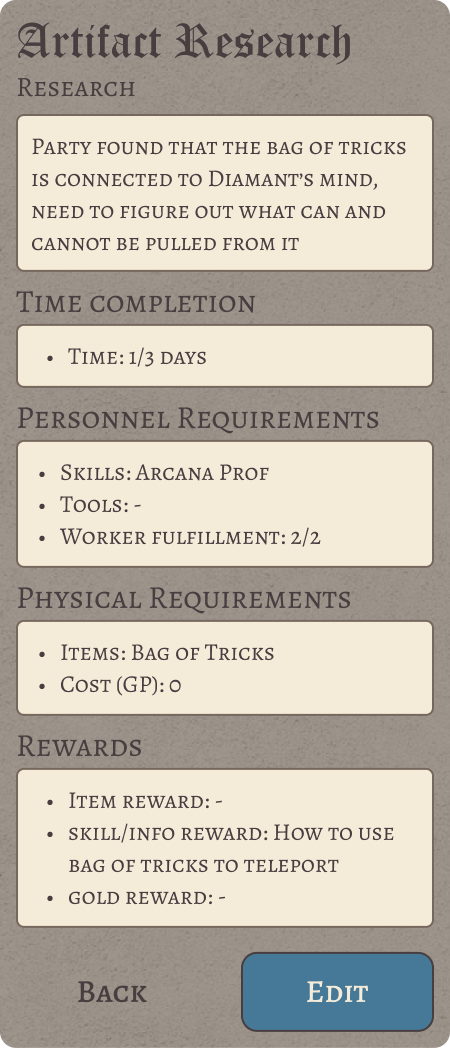 Artifact Research
Research
Party found that the bag of tricks
is connected to Diamant's mind,
need to figure out what can and
cannot be pulled from it
Time completion
• Time: 1/3 days
Personnel Requirements
• Skills: Arcana Prof
• Tools: -
• Worker fulfillment: 2/2
Physical Requirements
• Items: Bag of Tricks
• Cost (GP): 0
Rewards
• Item reward: -
• skill/info reward: How to use
bag of tricks to teleport
• gold reward: -
Back
Edit